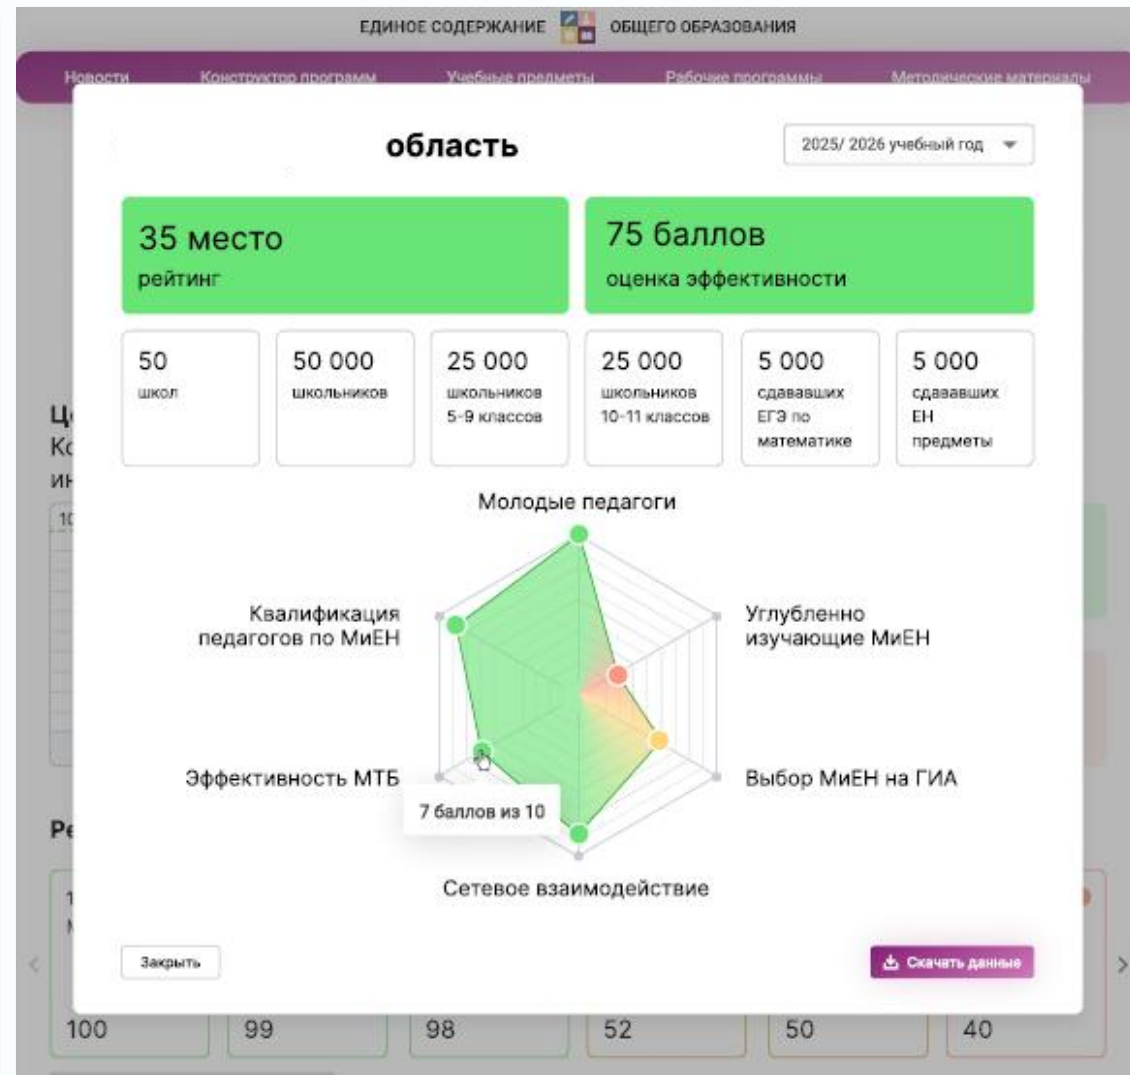 ЕДИНОЕ СОДЕРЖАНИЕ ОБЩЕГО ОБРАЗОВАНИЯ
Новости Конструктор программ Учебные предметы Рабочие программы Методические материалы
область
2025/ 2026 учебный год
35 место
рейтинг
75 баллов
оценка эффективности
50
школ
50 000
школьников
25 000
школьников
5-9 классов
25 000
школьников
10-11 классов
5 000
сдававших
ЕГЭ по
математике
5 000
сдававших
ЕН
предметы
Молодые педагоги
Квалификация
педагогов по МиЕН
Углубленно
изучающие МиЕН
Эффективность МТБ
Выбор МиЕН на ГИА
7 баллов из 10
Сетевое взаимодействие
Закрыть
Скачать данные
100 99 98 52 50 40